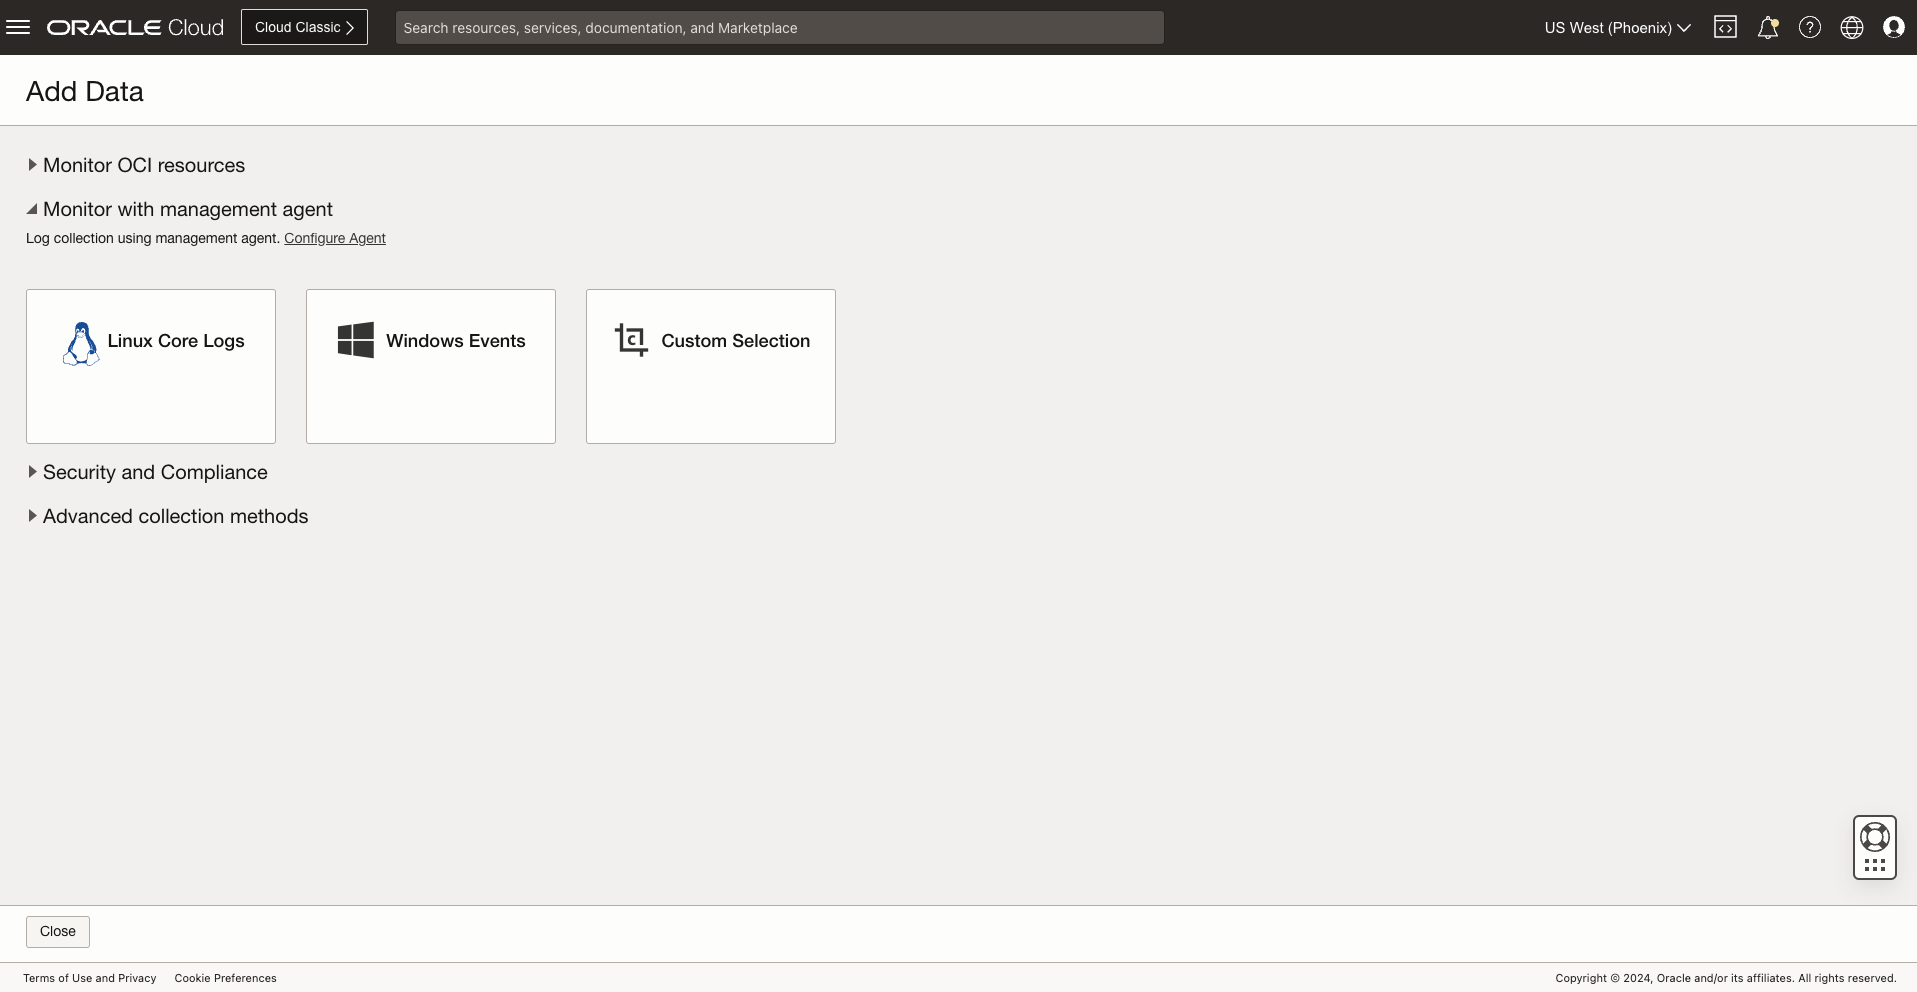 ORACLE Cloud
Cloud Classic
Search resources, services, documentation, and Marketplace
US West (Phoenix)
Add Data
Monitor OCI resources
Monitor with management agent
Log collection using management agent. Configure Agent
Linux Core Logs
Windows Events
Custom Selection
Security and Compliance
Advanced collection methods
Close
Terms of Use and Privacy
Cookie Preferences
Copyright © 2024, Oracle and/or its affiliates. All rights reserved.